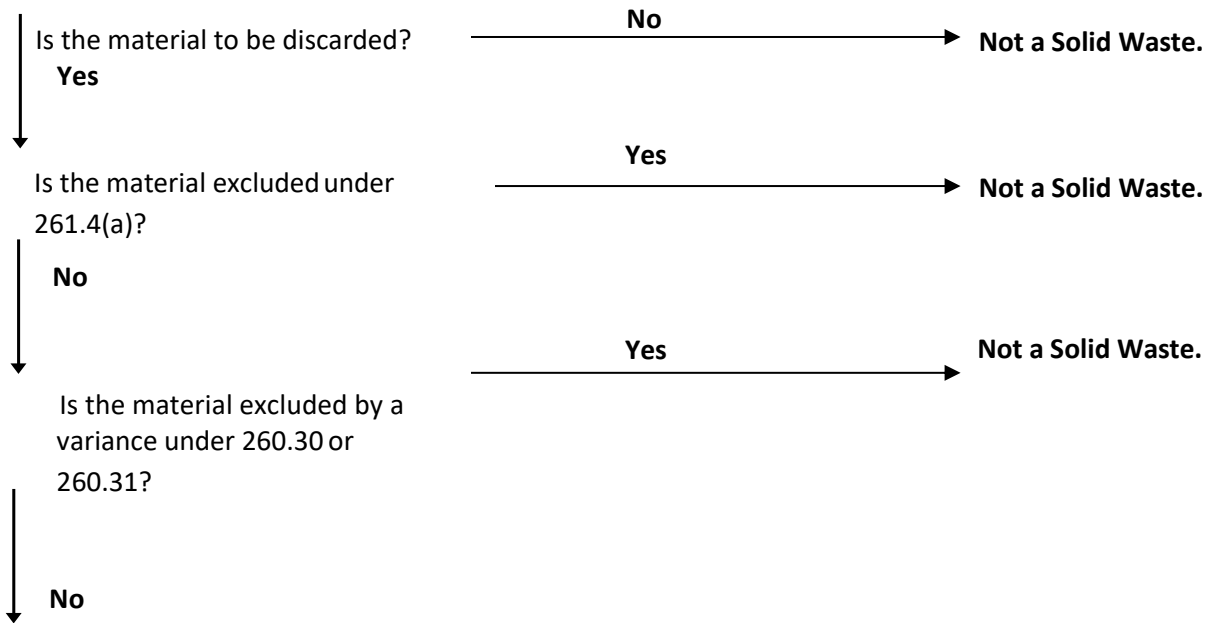 No
Is the material to be discarded?
Not a Solid Waste.
Yes
Yes
Is the material excluded under
Not a Solid Waste.
261.4(a)?
No
Yes
Not a Solid Waste.
Is the material excluded by a
variance under 260.30 or
260.31?
No